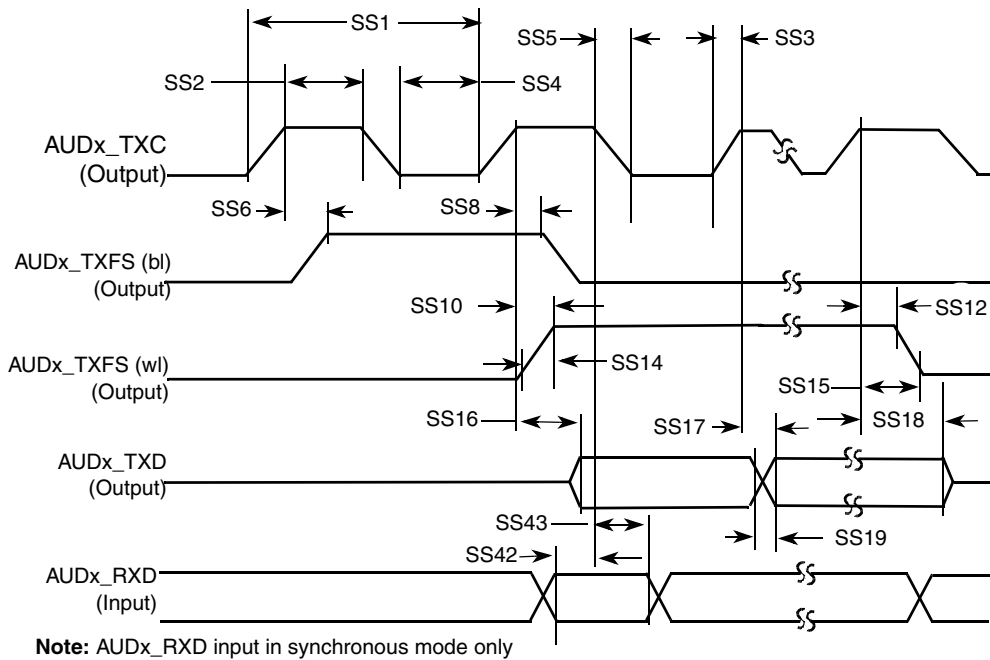 SS1
SS5
SS3
SS2
SS4
AUDx_TXC
(Output)
SS6
SS8
AUDx_TXFS (bl)
(Output)
SS10
SS12
AUDx_TXFS (wl)
(Output)
SS14
SS15
SS16
SS17
SS18
AUDx_TXD
(Output)
SS43
SS19
SS42
AUDx_RXD
(Input)
Note: AUDx_RXD input in synchronous mode only